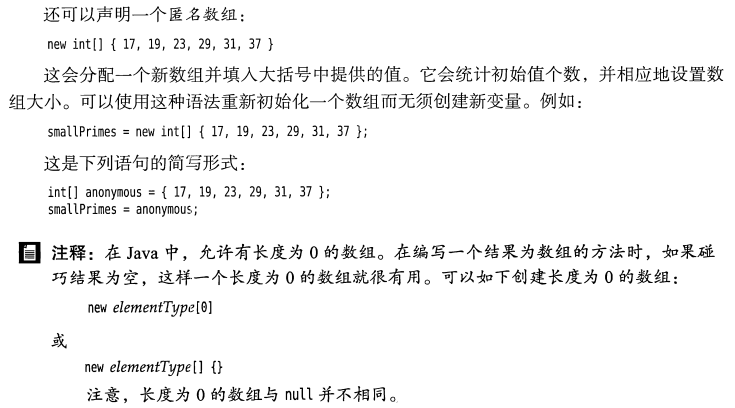 还可以声明一个匿名数组：
new int[] { 17, 19, 23, 29, 31, 37 }
这会分配一个新数组并填入大括号中提供的值。它会统计初始值个数，并相应地设置数
组大小。可以使用这种语法重新初始化一个数组而无须创建新变量。例如：
smallPrimes = new int[] { 17, 19, 23, 29, 31, 37 };
这是下列语句的简写形式：
int[] anonymous = { 17, 19, 23, 29, 31, 37 };
smallPrimes = anonymous;
注释：在 Java 中，允许有长度为 0 的数组。在编写一个结果为数组的方法时，如果碰
巧结果为空，这样一个长度为 0 的数组就很有用。可以如下创建长度为 0 的数组：
new elementType[0]
或
new elementType[] {}
注意，长度为 0 的数组与 null 并不相同。